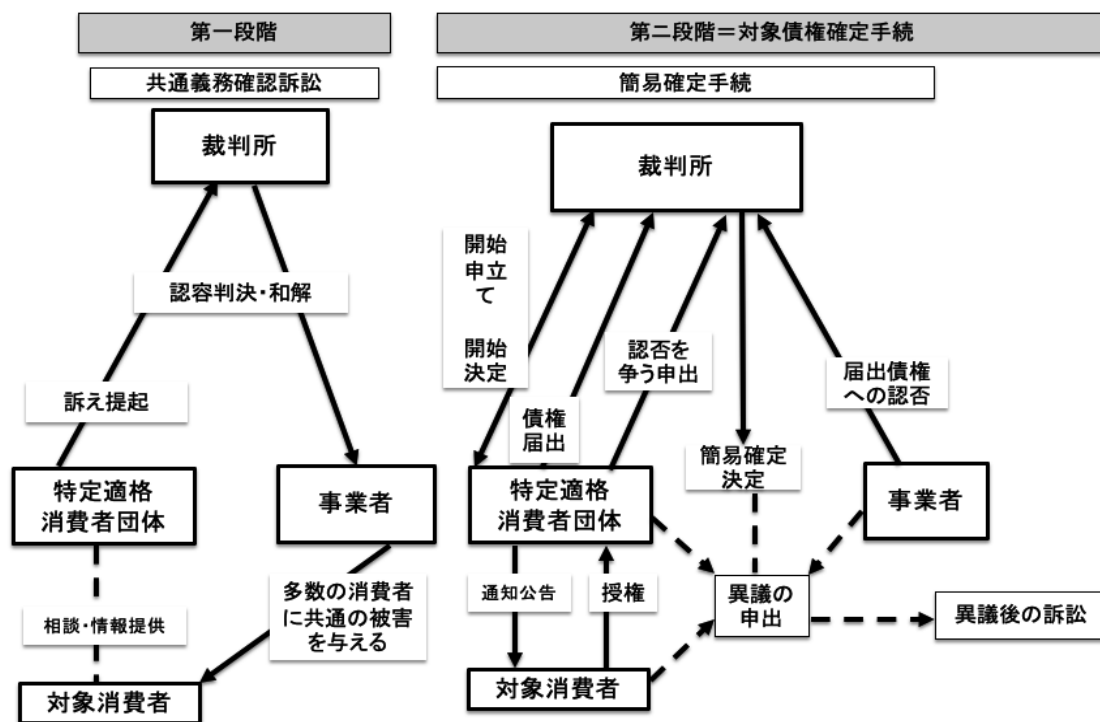 第一段階
共通義務確認訴訟
裁判所
認容判決・和解
訴え提起
特定適格
消費者団体
事業者
相談・情報提供
多数の消費者
に共通の被害
を与える
対象消費者
第二段階＝対象債権確定手続
簡易確定手続
裁判所
開始
申立
て
開始
決定
債権
届出
認否を
争う申出
簡易確定
決定
届出債権
への認否
特定適格
消費者団体
事業者
通知公告
授権
異議の
申出
異議後の訴訟
対象消費者